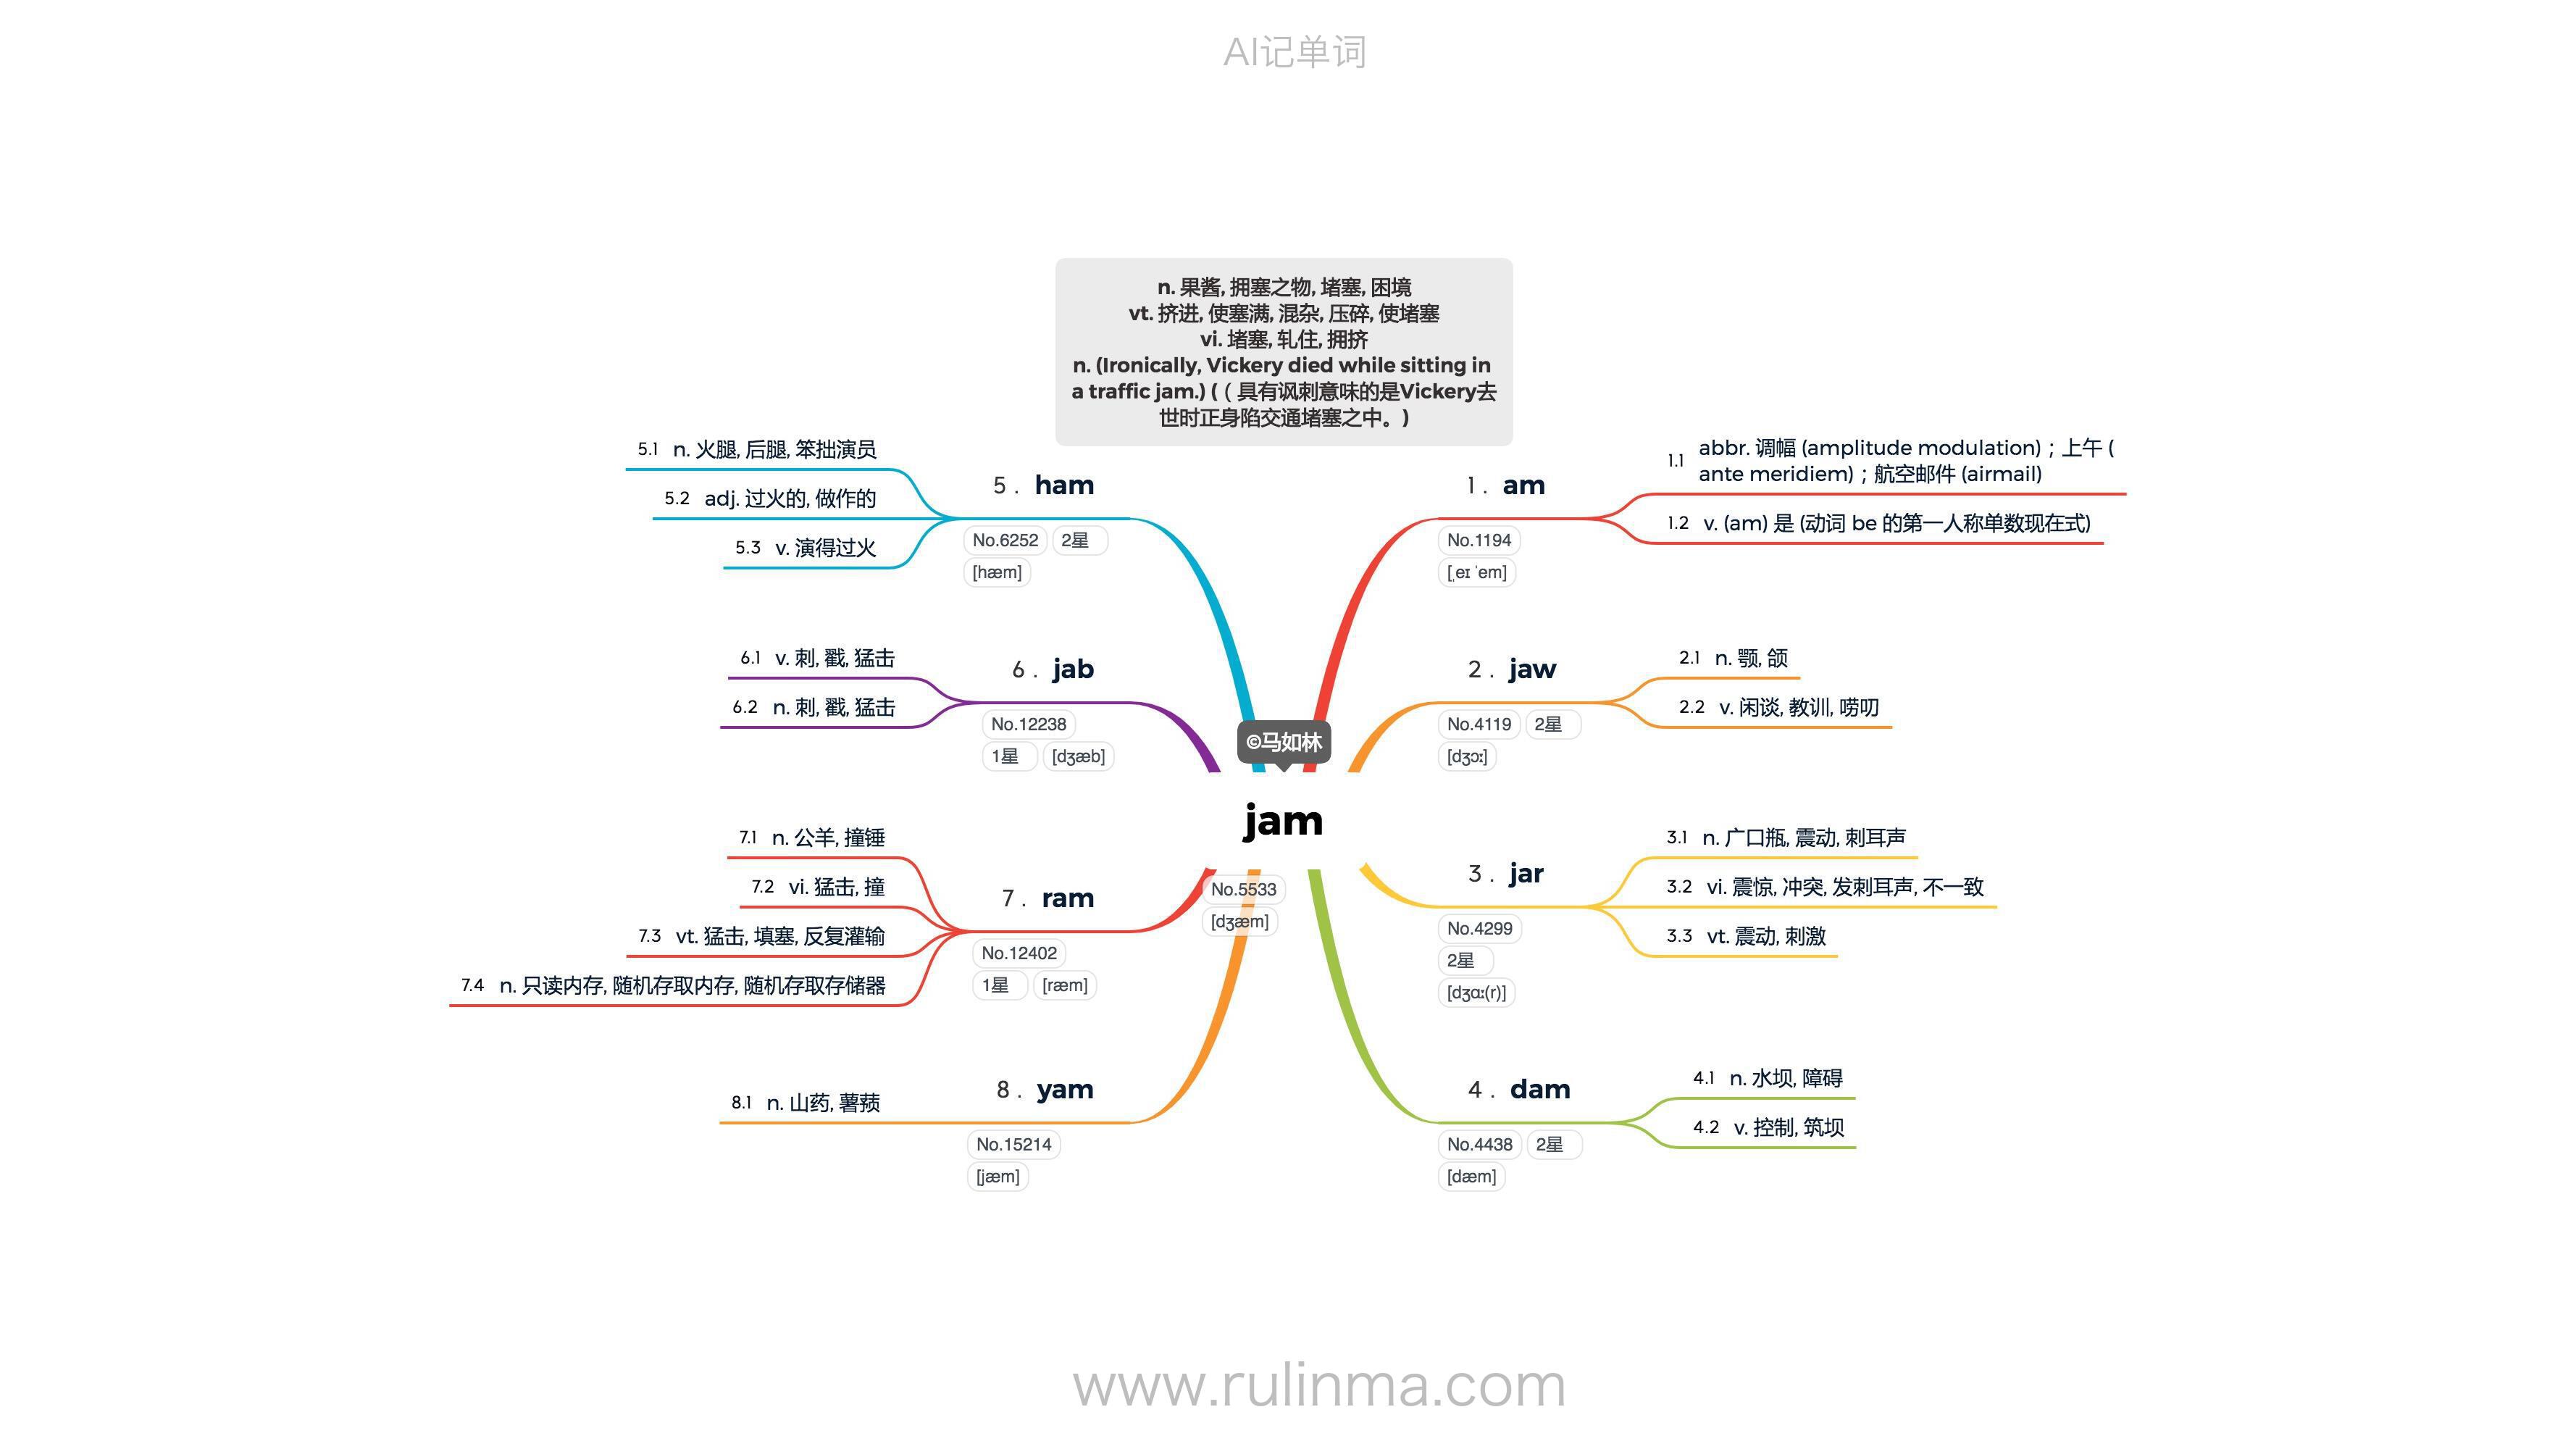 AI记单词
n. 果酱, 拥塞之物, 堵塞, 困境
vt. 挤进, 使塞满, 混杂, 压碎, 使堵塞
vi. 堵塞, 轧住, 拥挤
n. (Ironically, Vickery died while sitting in
a traffic jam.) (（具有讽刺意味的是Vickery去
世时正身陷交通堵塞之中。)
©马如林
jam
No.5533
[dʒæm]
1. am
No.1194
[ˌeɪ ˈem]
1.1 abbr. 调幅 (amplitude modulation)；上午 (
ante meridiem)；航空邮件 (airmail)
1.2 v. (am) 是 (动词 be 的第一人称单数现在式)
2. jaw
No.4119 2星
[dʒɔː]
2.1 n. 颚, 颌
2.2 v. 闲谈, 教训, 唠叨
3. jar
No.4299
2星
[dʒɑː(r)]
3.1 n. 广口瓶, 震动, 刺耳声
3.2 vi. 震惊, 冲突, 发刺耳声, 不一致
3.3 vt. 震动, 刺激
4. dam
No.4438 2星
[dæm]
4.1 n. 水坝, 障碍
4.2 v. 控制, 筑坝
5. ham
No.6252 2星
[hæm]
5.1 n. 火腿, 后腿, 笨拙演员
5.2 adj. 过火的, 做作的
5.3 v. 演得过火
6. jab
No.12238
1星 [dʒæb]
6.1 v. 刺, 戳, 猛击
6.2 n. 刺, 戳, 猛击
7. ram
No.12402
1星 [ræm]
7.1 n. 公羊, 撞锤
7.2 vi. 猛击, 撞
7.3 vt. 猛击, 填塞, 反复灌输
7.4 n. 只读内存, 随机存取内存, 随机存取存储器
8. yam
No.15214
[jæm]
8.1 n. 山药, 薯蓣
www.rulinma.com